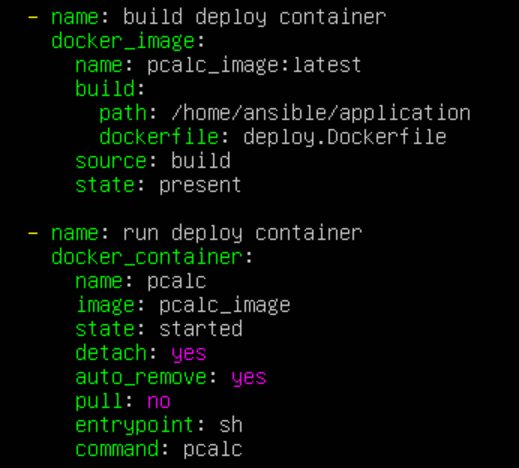 - name: build deploy container
  docker_image:
    name: pcalc_image:latest
    build:
      path: /home/ansible/application
      dockerfile: deploy.Dockerfile
    source: build
    state: present

- name: run deploy container
  docker_container:
    name: pcalc
    image: pcalc_image
    state: started
    detach: yes
    auto_remove: yes
    pull: no
    entrypoint: sh
    command: pcalc